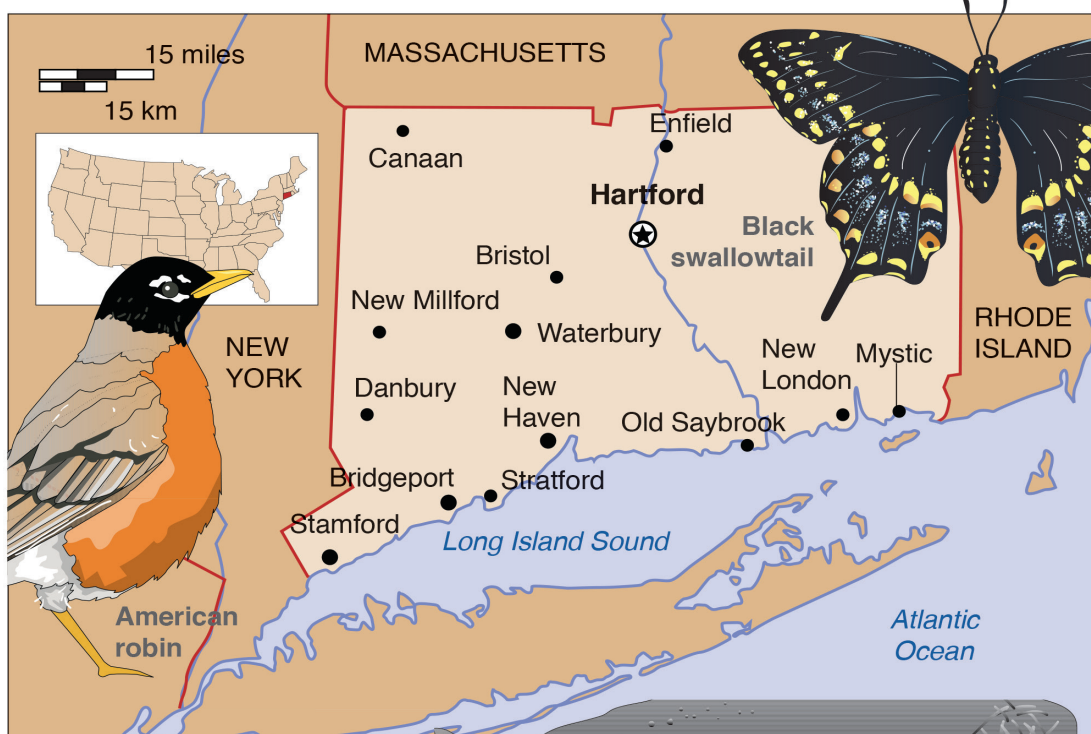 15 miles
15 km
MASSACHUSETTS
Canaan
Enfield
Hartford
Black
swallowtail
Bristol
New Millford
Waterbury
NEW
YORK
RHODE
ISLAND
New
London
Mystic
Danbury
New
Haven
Old Saybrook
Bridgeport
Stratford
Stamford
Long Island Sound
American
robin
Atlantic
Ocean